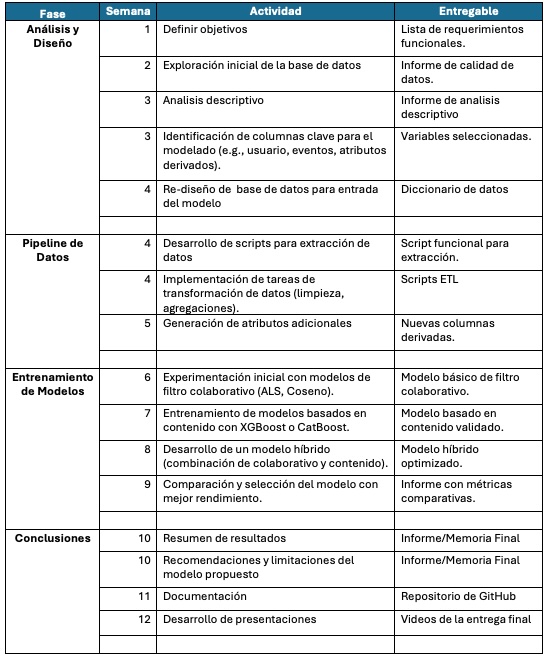 Fase Semana Actividad Entregable
Análisis y Diseño 1 Definir objetivos Lista de requerimientos funcionales.
2 Exploración inicial de la base de datos Informe de calidad de datos.
3 Analisis descriptivo Informe de analisis descriptivo
3 Identificación de columnas clave para el modelado (e.g., usuario, eventos, atributos derivados). Variables seleccionadas.
4 Re-diseño de base de datos para entrada del modelo Diccionario de datos
Pipeline de Datos 4 Desarrollo de scripts para extracción de datos Script funcional para extracción.
4 Implementación de tareas de transformación de datos (limpieza, agregaciones). Scripts ETL
5 Generación de atributos adicionales Nuevas columnas derivadas.
Entrenamiento de Modelos 6 Experimentación inicial con modelos de filtro colaborativo (ALS, Coseno). Modelo básico de filtro colaborativo.
7 Entrenamiento de modelos basados en contenido con XGBoost o CatBoost. Modelo basado en contenido validado.
8 Desarrollo de un modelo híbrido (combinación de colaborativo y contenido). Modelo híbrido optimizado.
9 Comparación y selección del modelo con mejor rendimiento. Informe con métricas comparativas.
Conclusiones 10 Resumen de resultados Informe/Memoria Final
10 Recomendaciones y limitaciones del modelo propuesto Informe/Memoria Final
11 Documentación Repositorio de GitHub
12 Desarrollo de presentaciones Videos de la entrega final